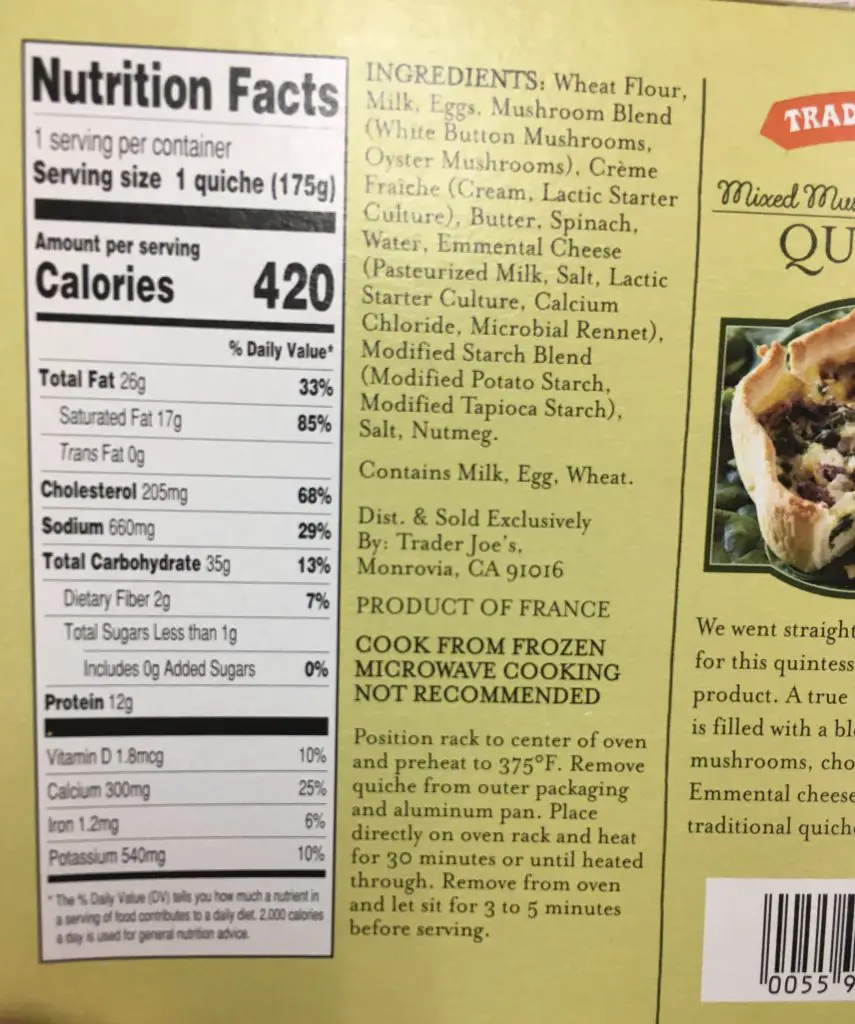 Nutrition Facts
1 serving per container
Serving size 1 quiche (175g)
Amount per serving
Calories 420
% Daily Value*
Total Fat 26g 33%
Saturated Fat 17g 85%
Trans Fat 0g
Cholesterol 205mg 68%
Sodium 660mg 29%
Total Carbohydrate 35g 13%
Dietary Fiber 2g 7%
Total Sugars Less than 1g
Includes 0g Added Sugars 0%
Protein 12g
Vitamin D 1.8mcg 10%
Calcium 300mg 25%
Iron 1.2mg 6%
Potassium 540mg 10%
* The % Daily Value (DV) tells you how much a nutrient in
a serving of food contributes to a daily diet. 2,000 calories
a day is used for general nutrition advice.
INGREDIENTS: Wheat Flour,
Milk, Eggs, Mushroom Blend
(White Button Mushrooms,
Oyster Mushrooms), Crème
Fraîche (Cream, Lactic Starter
Culture), Butter, Spinach,
Water, Emmental Cheese
(Pasteurized Milk, Salt, Lactic
Starter Culture, Calcium
Chloride, Microbial Rennet),
Modified Starch Blend
(Modified Potato Starch,
Modified Tapioca Starch),
Salt, Nutmeg.
Contains Milk, Egg, Wheat.
Dist. & Sold Exclusively
By: Trader Joe's,
Monrovia, CA 91016
PRODUCT OF FRANCE
COOK FROM FROZEN
MICROWAVE COOKING
NOT RECOMMENDED
Position rack to center of oven
and preheat to 375°F. Remove
quiche from outer packaging
and aluminum pan. Place
directly on oven rack and heat
for 30 minutes or until heated
through. Remove from oven
and let sit for 3 to 5 minutes
before serving.
TRAD
Mixed Mus
QU
We went straight
for this quintess
product. A true
is filled with a bl
mushrooms, cho
Emmental cheese
traditional quich
0055 9